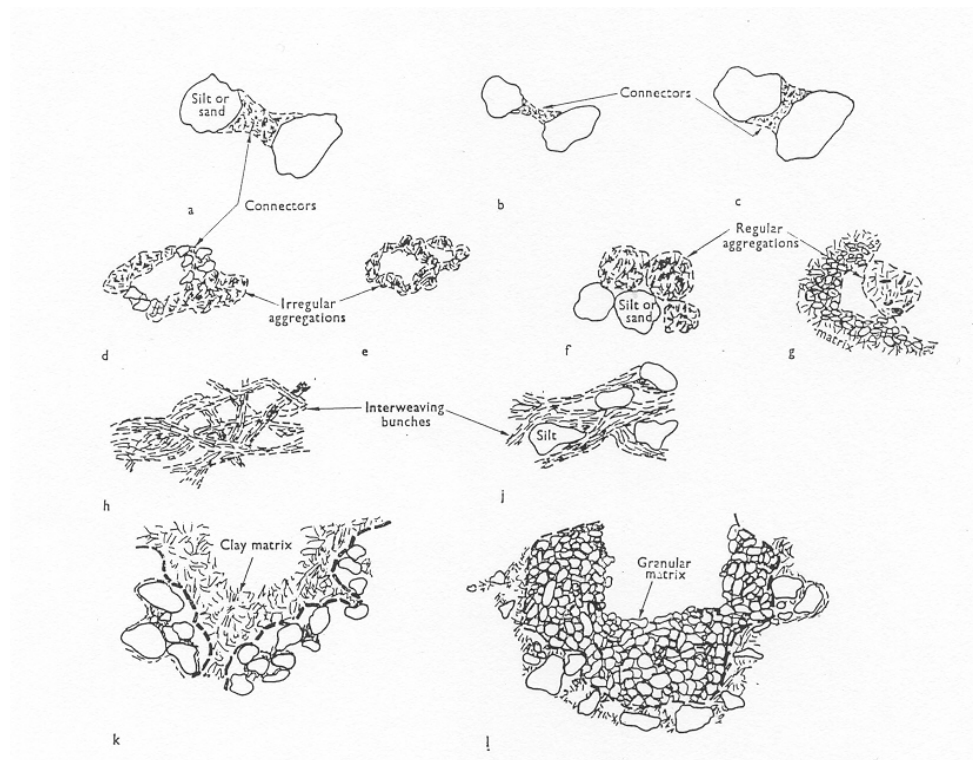 Silt or
sand
Connectors
a
b
c
Connectors
Regular
aggregations
Irregular
aggregations
Silt or
sand
matrix
d
e
f
g
Interweaving
bunches
Silt
h
j
Clay matrix
Granular
matrix
k
l